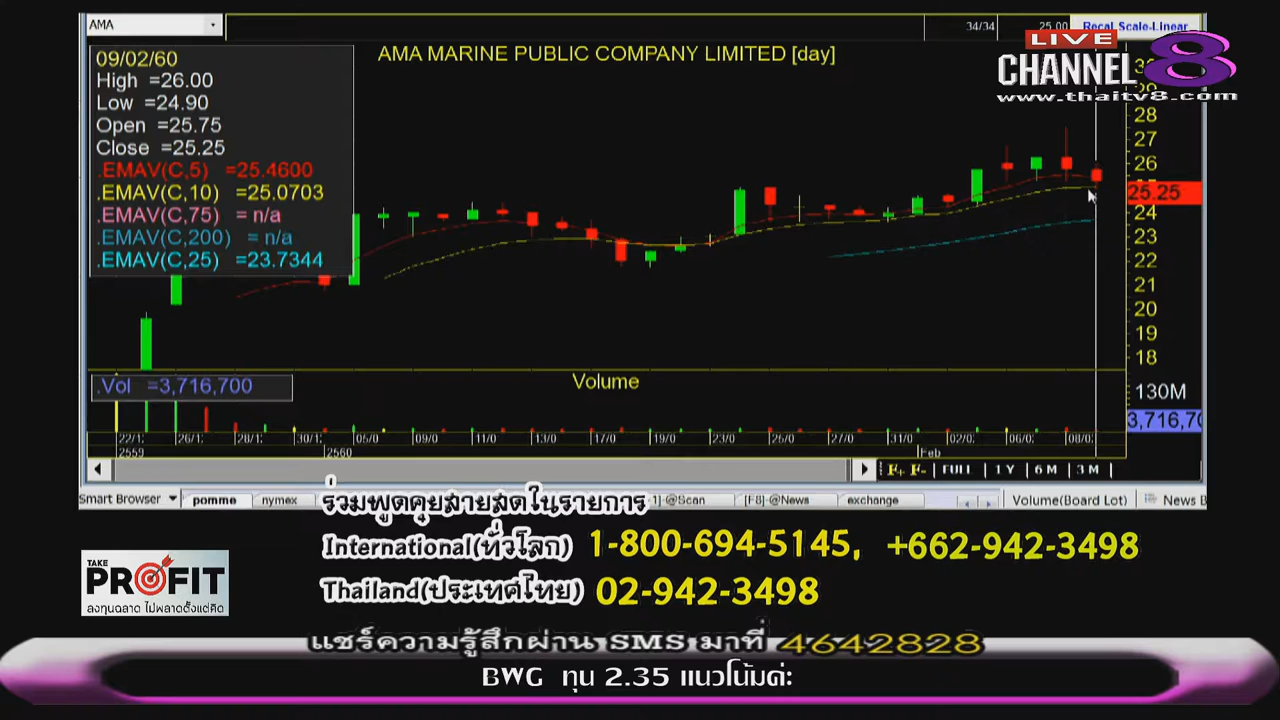 AMA
34/34
25.00
Recal Scale-Linear
LIVE
CHANNEL 8
www.thaitv8.com
AMA MARINE PUBLIC COMPANY LIMITED [day]
09/02/60
High =26.00
Low =24.90
Open =25.75
Close =25.25
.EMAV(C,5) =25.4600
.EMAV(C,10) =25.0703
.EMAV(C,75) = n/a
.EMAV(C,200) = n/a
.EMAV(C,25) =23.7344
28
27
26
25.25
24
23
22
21
20
19
18
.Vol =3,716,700
Volume
130M
3,716,70
22/1: 26/1: 28/1: 30/1: 05/0 09/0 11/0 13/0 17/0 19/0 23/0 25/0 27/0 31/0 02/0 06/0 08/0
2559 2560 Feb
F+ F- FULL 1 Y 6 M 3 M
Smart Browser pomme nymex 1]-@Scan [F8]-@News exchange Volume(Board Lot) News B
ร่วมพูดคุยสายสดในรายการ
International(ทั่วโลก) 1-800-694-5145, +662-942-3498
Thailand(ประเทศไทย) 02-942-3498
TAKE
PROFIT
ลงทุนฉลาด ไม่พลาดตั้งแต่คิด
แชร์ความรู้สึกผ่าน SMS มาที่ 4642828
BWG ทุน 2.35 แนวโน้มค่ะ